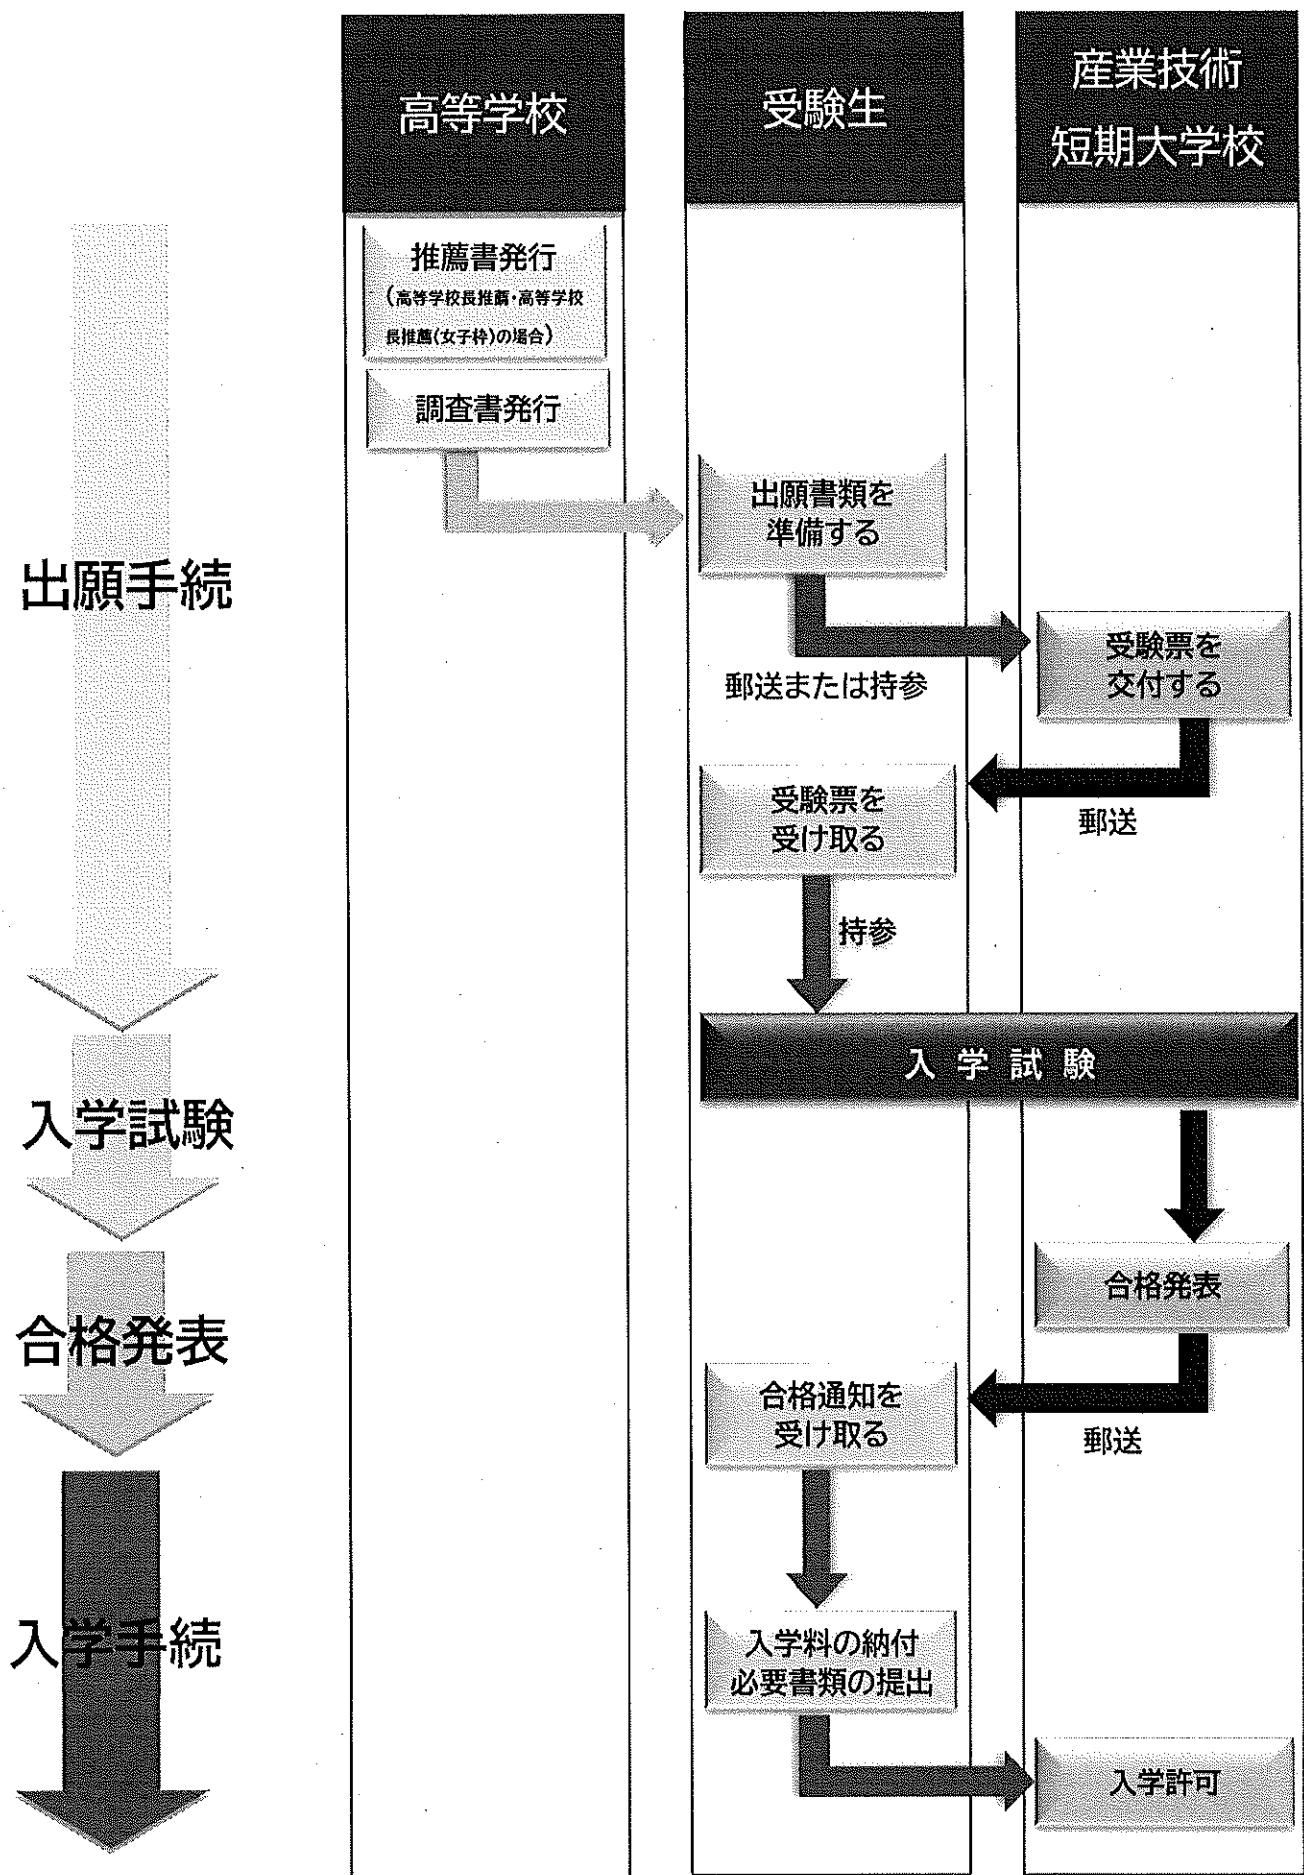 高等学校
受験生
産業技術
短期大学校
推薦書発行
(高等学校長推薦・高等学校
長推薦(女子枠)の場合)
調査書発行
出願書類を
準備する
出願手続
郵送または持参
受験票を
交付する
受験票を
受け取る
郵送
持参
入学試験
入学試験
合格発表
合格発表
合格通知を
受け取る
郵送
入学手続
入学料の納付
必要書類の提出
入学許可